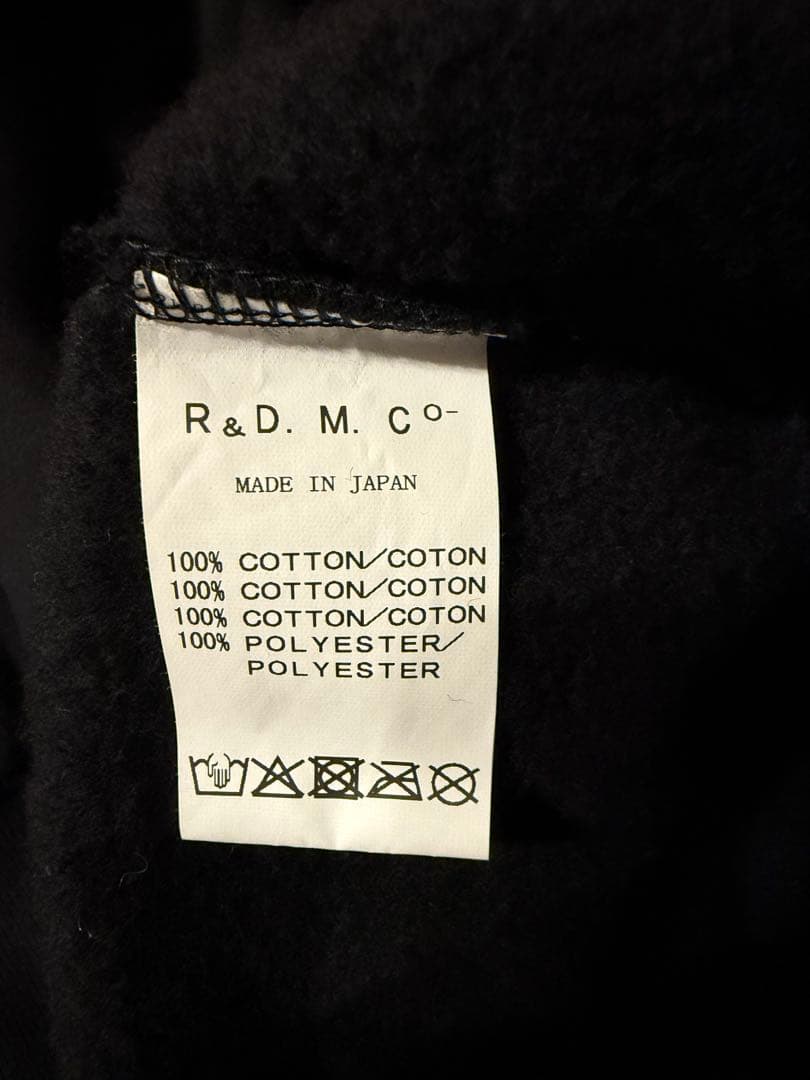 R & D. M. Co-
MADE IN JAPAN
100% COTTON/COTON
100% COTTON/COTON
100% COTTON/COTON
100% POLYESTER/
POLYESTER